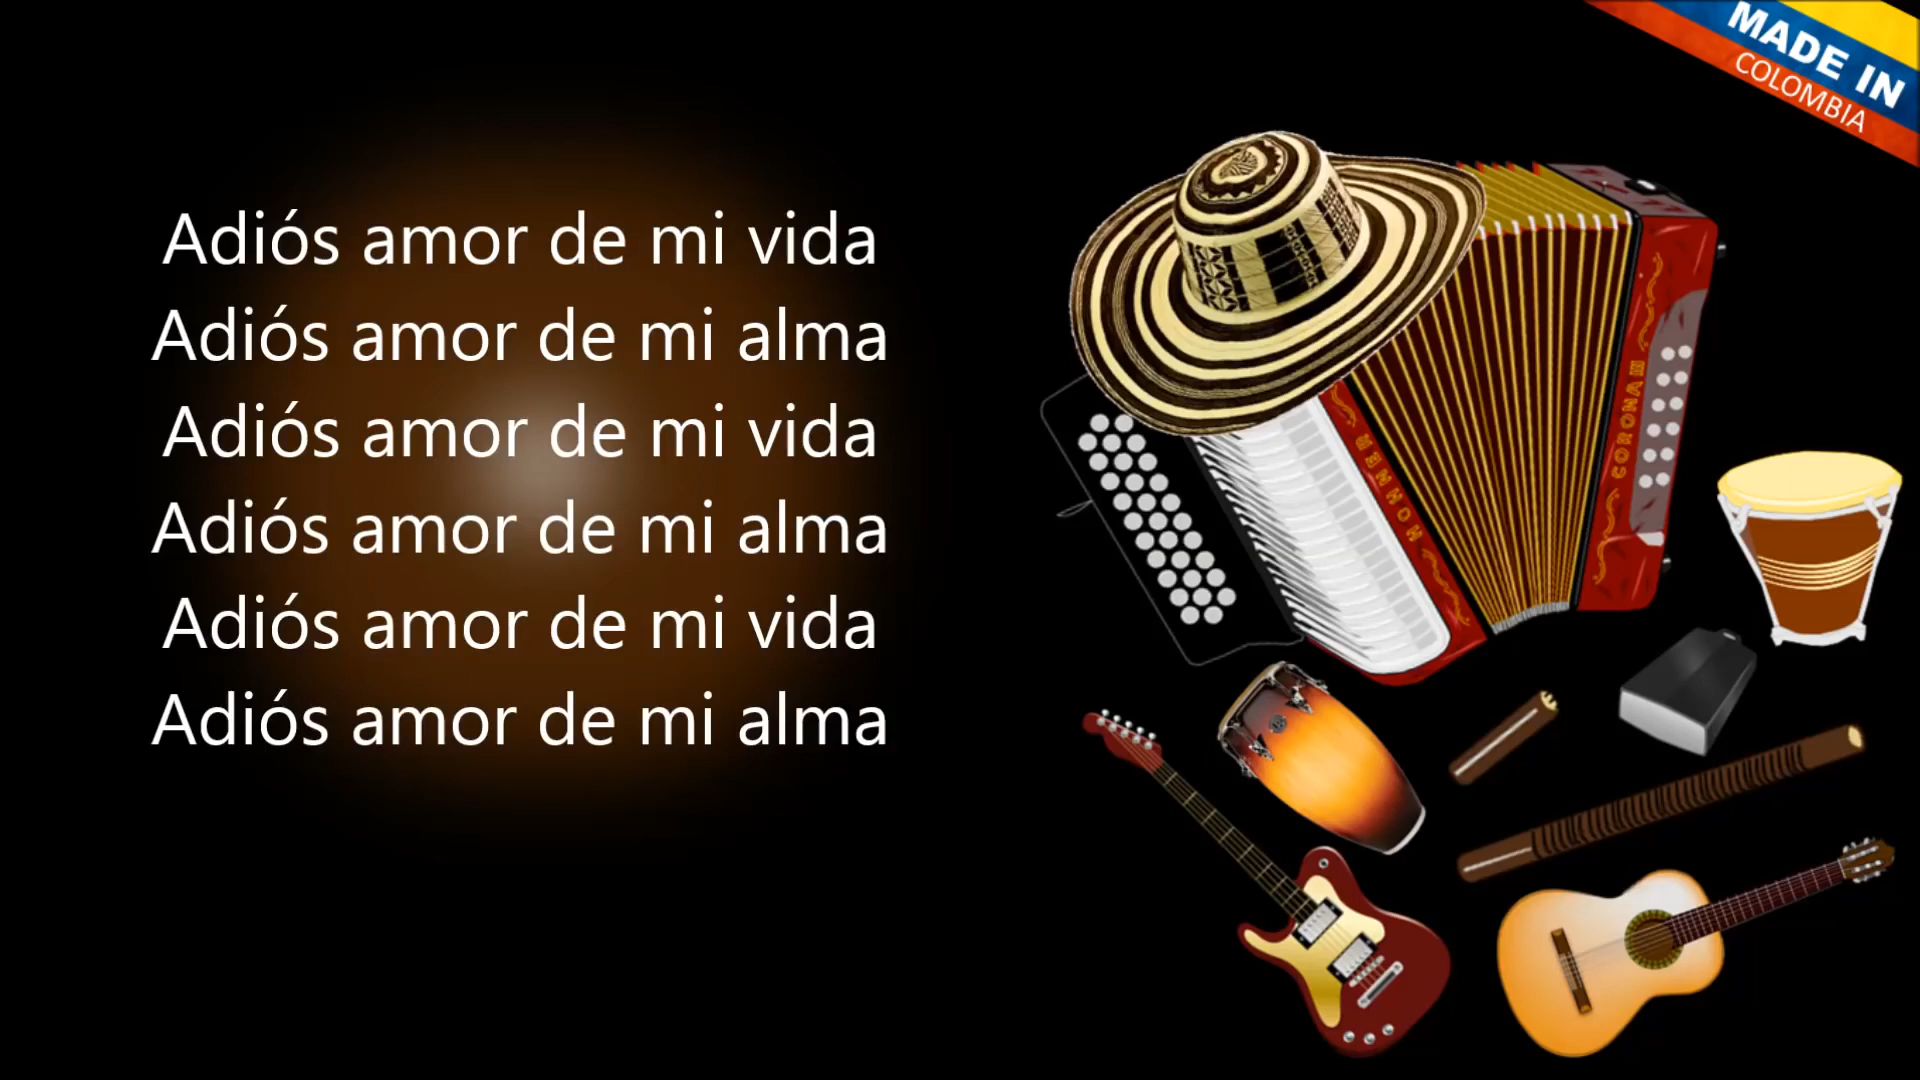 MADE IN
COLOMBIA
Adiós amor de mi vida
Adiós amor de mi alma
Adiós amor de mi vida
Adiós amor de mi alma
Adiós amor de mi vida
Adiós amor de mi alma
HOHNER
CORONA III